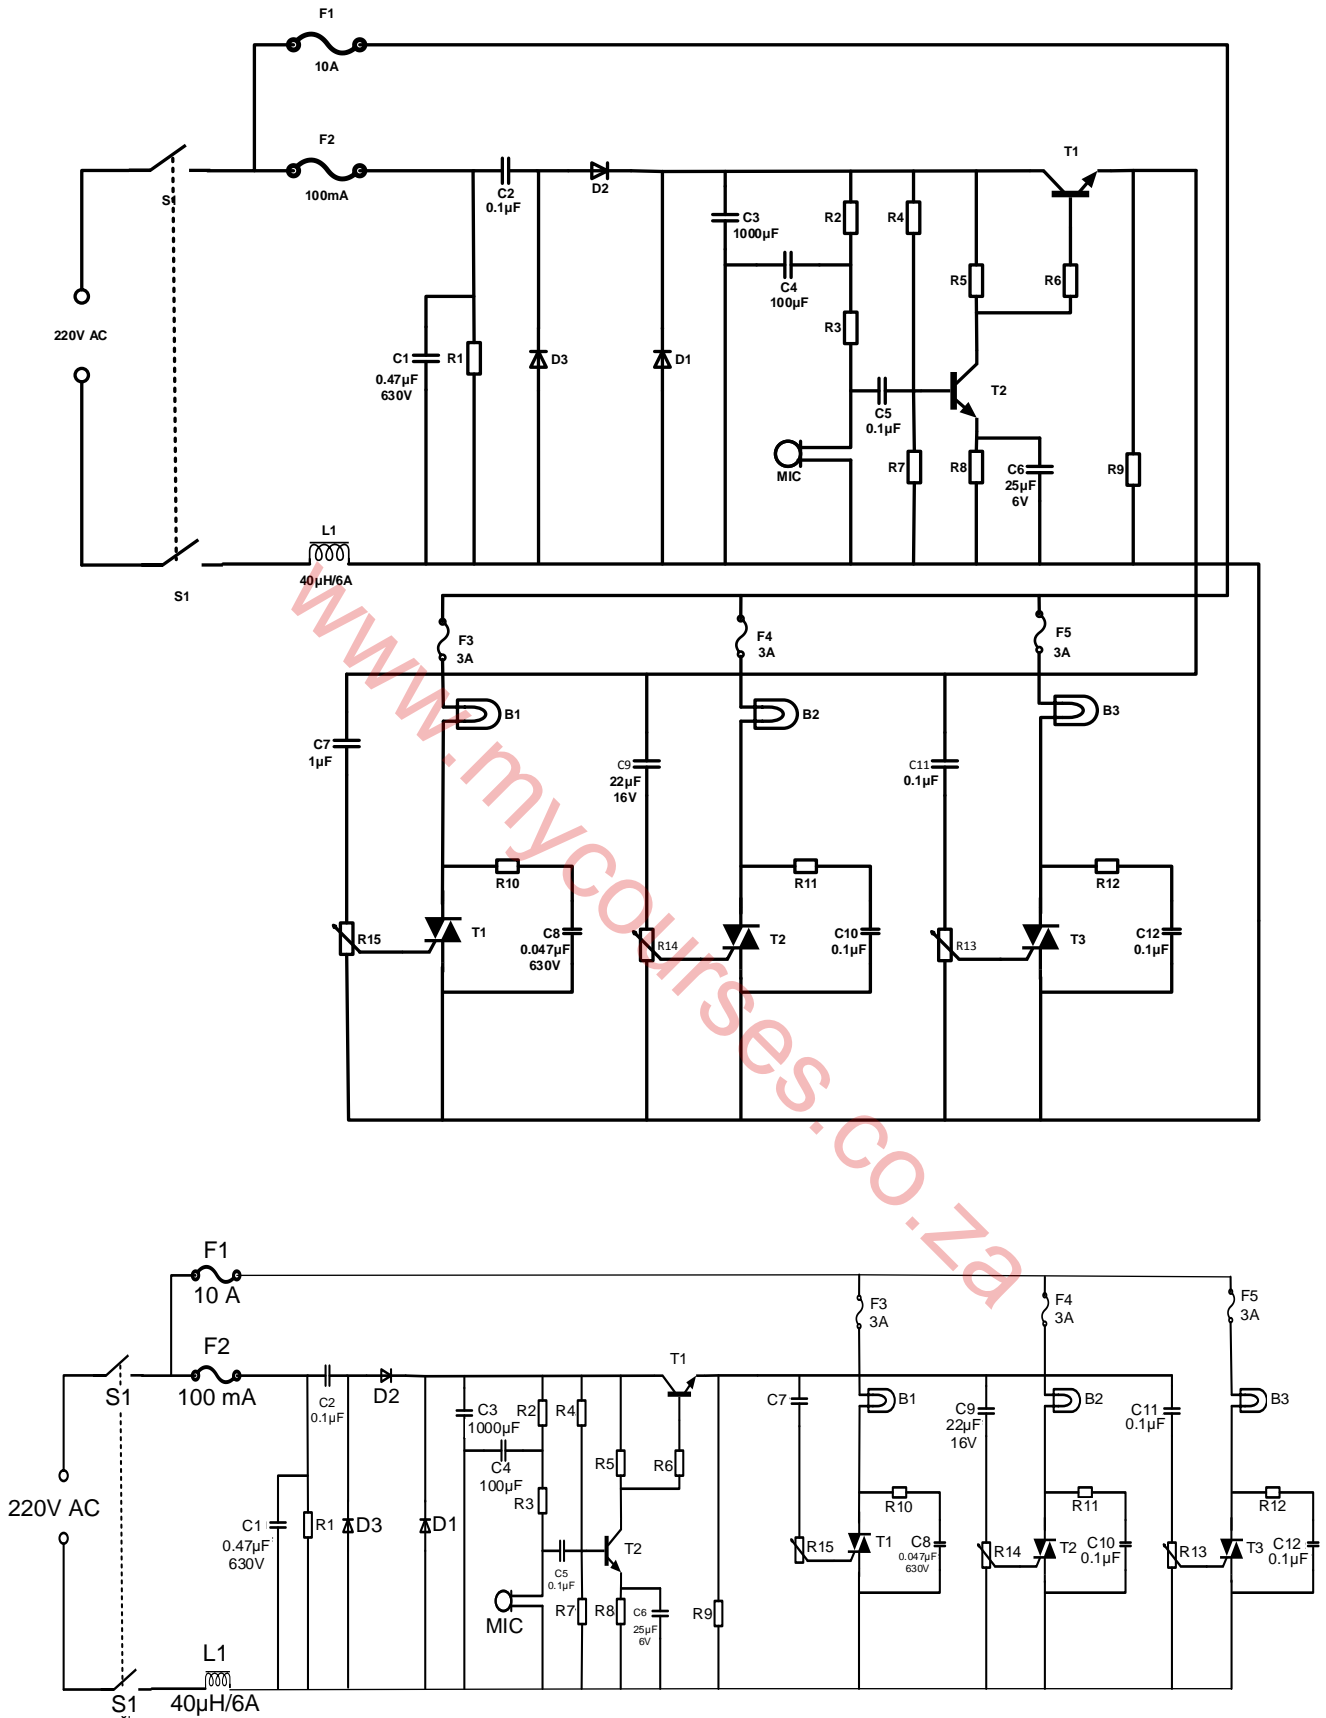 F1
10A
F2
100mA
T1
C2
0.1µF
D2
S1
C3
1000µF
R2
R4
C4
100µF
R5
R6
R3
220V AC
C1
0.47µF
630V
R1
D3
D1
T2
C5
0.1µF
MIC
R7
R8
C6
25µF
6V
R9
L1
40µH/6A
S1
F3
3A
F4
3A
F5
3A
B1
B2
B3
C7
1µF
C9
22µF
16V
C11
0.1µF
R10
R11
R12
R15
T1
C8
0.047µF
630V
R14
T2
C10
0.1µF
R13
T3
C12
0.1µF
www.mycourses.co.za
F1
10 A
F3
3A
F4
3A
F5
3A
F2
100 mA
S1
C2
0.1µF
D2
T1
C3
1000µF
R2
R4
C7
B1
C9
22µF
16V
B2
C11
0.1µF
B3
C4
100µF
R5
R6
R3
220V AC
C1
0.47µF
630V
R1
D3
D1
C5
0.1µF
T2
R10
R11
R12
R15
T1
C8
0.047µF
630V
R14
T2
C10
0.1µF
R13
T3
C12
0.1µF
MIC
R7
R8
C6
25µF
6V
R9
L1
40µH/6A
S1